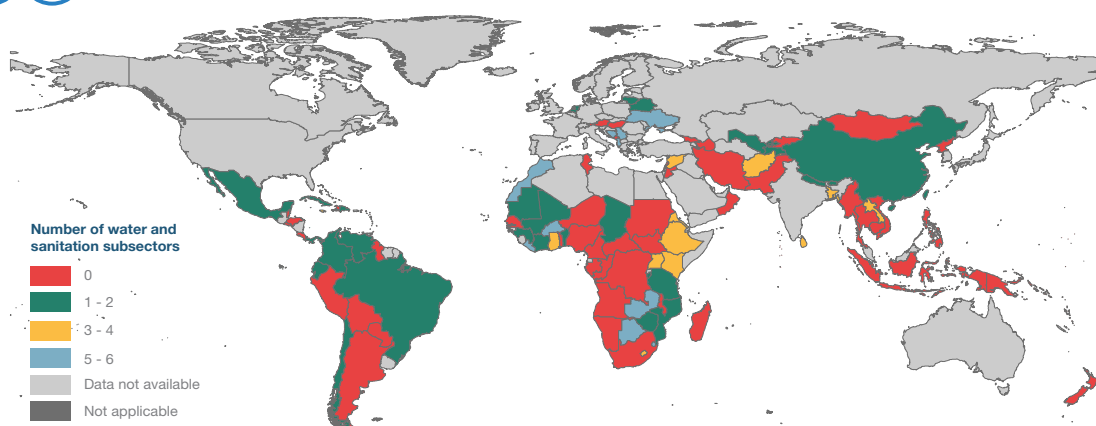 Number of water and
sanitation subsectors
0
1 - 2
3 - 4
5 - 6
Data not available
Not applicable